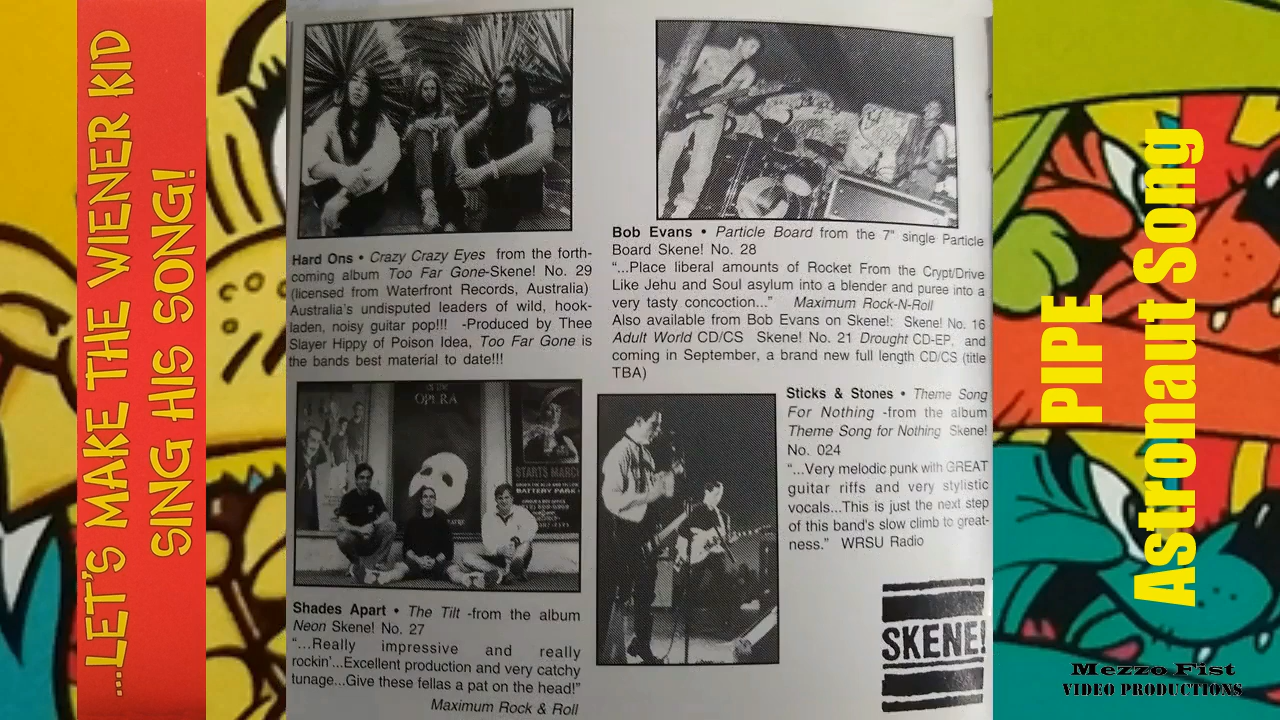 ...LET'S MAKE THE WIENER KID
SING HIS SONG!
Hard Ons • Crazy Crazy Eyes from the forth-
coming album Too Far Gone-Skene! No. 29
(licensed from Waterfront Records, Australia)
Australia's undisputed leaders of wild, hook-
laden, noisy guitar pop!!! -Produced by Thee
Slayer Hippy of Poison Idea, Too Far Gone is
the bands best material to date!!!
OPERA
STARTS MARCH
BATTERY PARK
Shades Apart • The Tilt -from the album
Neon Skene! No. 27
“...Really impressive and really
rockin'...Excellent production and very catchy
tunage...Give these fellas a pat on the head!”
Maximum Rock & Roll
Bob Evans • Particle Board from the 7" single Particle
Board Skene! No. 28
“...Place liberal amounts of Rocket From the Crypt/Drive
Like Jehu and Soul asylum into a blender and puree into a
very tasty concoction...” Maximum Rock-N-Roll
Also available from Bob Evans on Skene!: Skene! No. 16
Adult World CD/CS Skene! No. 21 Drought CD-EP, and
coming in September, a brand new full length CD/CS (title
TBA)
Sticks & Stones • Theme Song
For Nothing -from the album
Theme Song for Nothing Skene!
No. 024
“...Very melodic punk with GREAT
guitar riffs and very stylistic
vocals...This is just the next step
of this band's slow climb to great-
ness.” WRSU Radio
SKENE!
PIPE
Astronaut Song
Mezzo Fist
VIDEO PRODUCTIONS